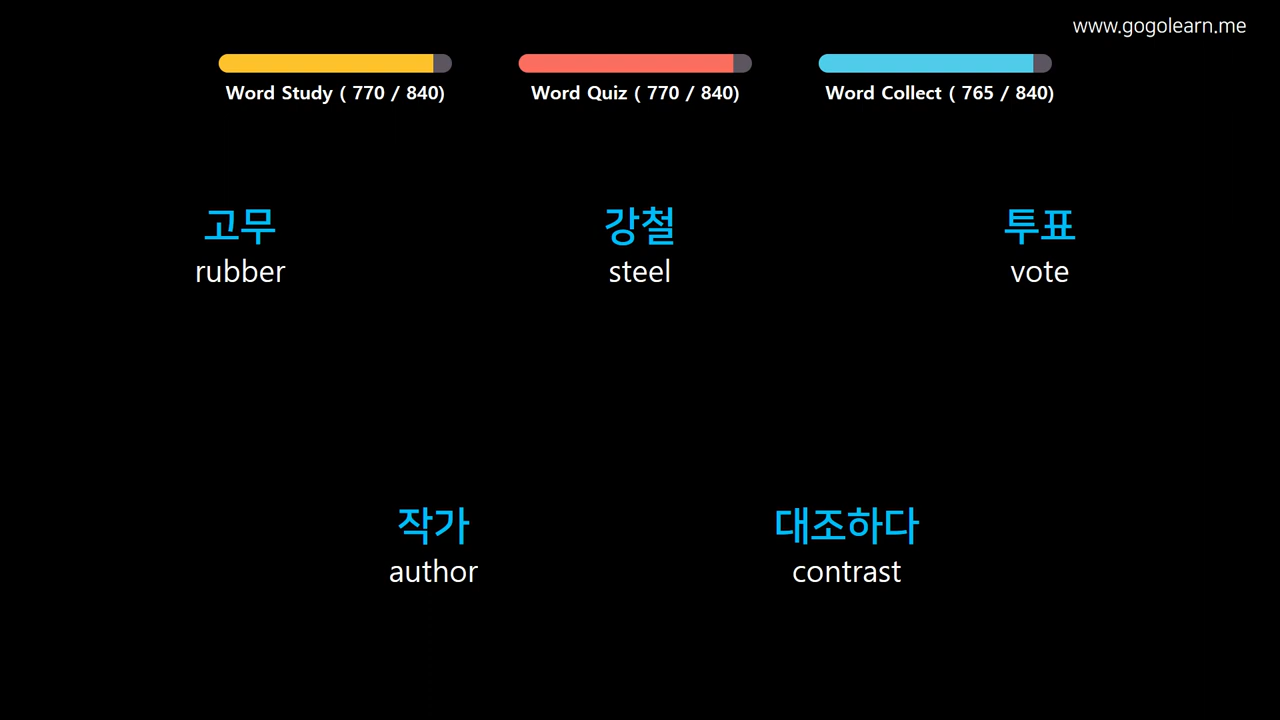 www.gogolearn.me
Word Study ( 770 / 840)
Word Quiz ( 770 / 840)
Word Collect ( 765 / 840)
고무
rubber
강철
steel
투표
vote
작가
author
대조하다
contrast